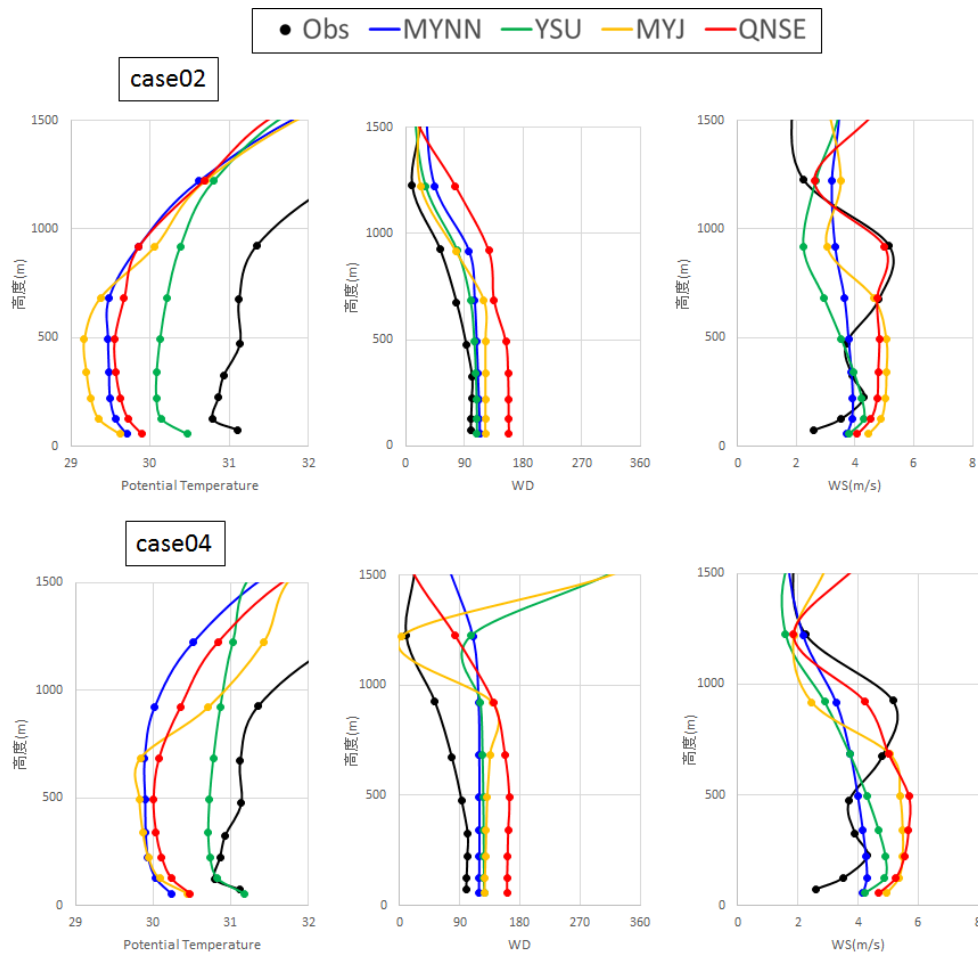 Obs MYNN YSU MYJ QNSE
case02
1500
1000
500
0
高度(m)
29 30 31 32
Potential Temperature
1500
1000
500
0
高度(m)
0 90 180 270 360
WD
1500
1000
500
0
高度(m)
0 2 4 6 8
WS(m/s)
case04
1500
1000
500
0
高度(m)
29 30 31 32
Potential Temperature
1500
1000
500
0
高度(m)
0 90 180 270 360
WD
1500
1000
500
0
高度(m)
0 2 4 6 8
WS(m/s)